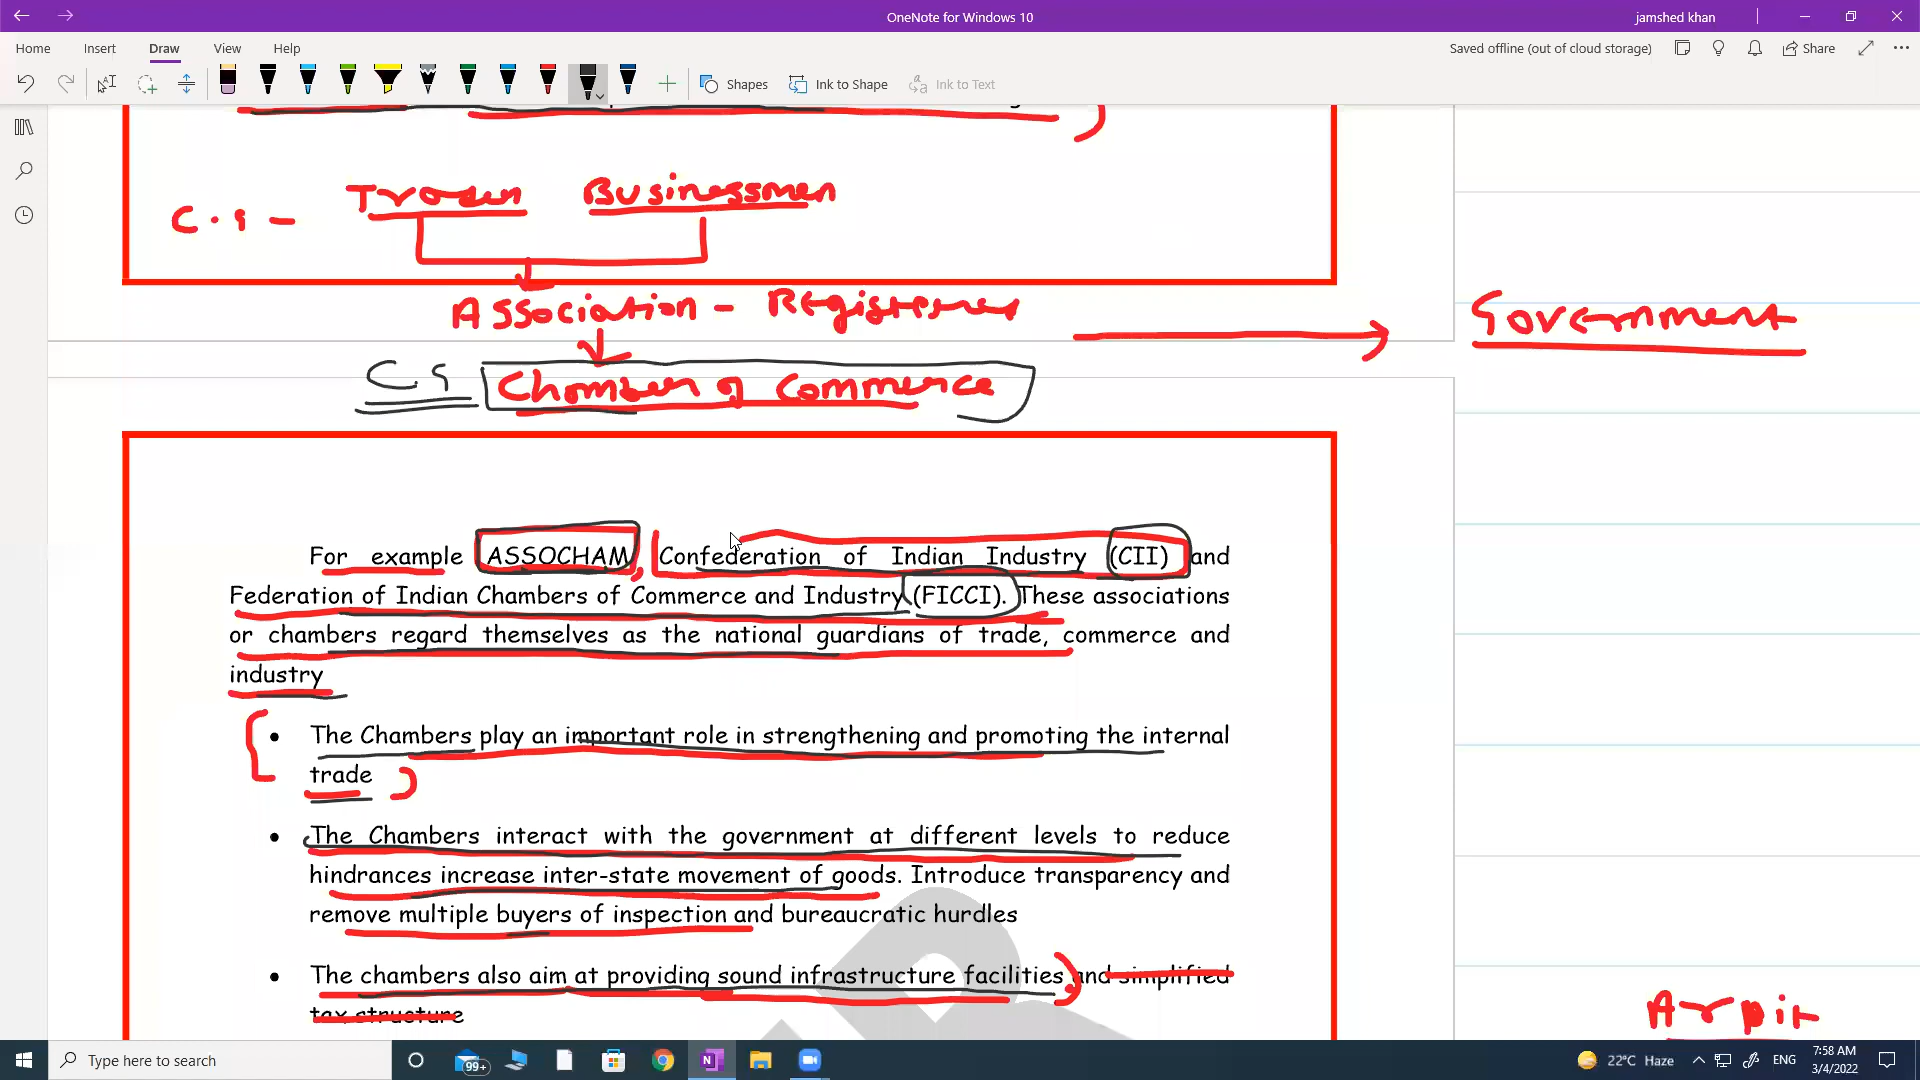 OneNote for Windows 10
jamshed khan
Home Insert Draw View Help
Saved offline (out of cloud storage)
Share
Shapes
Ink to Shape
Ink to Text
Businessmen
Association -
Government
Chamber of Commerce
For example ASSOCHAM, Confederation of Indian Industry (CII) and
Federation of Indian Chambers of Commerce and Industry (FICCI). These associations
or chambers regard themselves as the national guardians of trade, commerce and
industry
• The Chambers play an important role in strengthening and promoting the internal
trade
• The Chambers interact with the government at different levels to reduce
hindrances increase inter-state movement of goods. Introduce transparency and
remove multiple buyers of inspection and bureaucratic hurdles
• The chambers also aim at providing sound infrastructure facilities and simplified
tax structure
Arpit
Type here to search
99+
22°C Haze
ENG
7:58 AM
3/4/2022